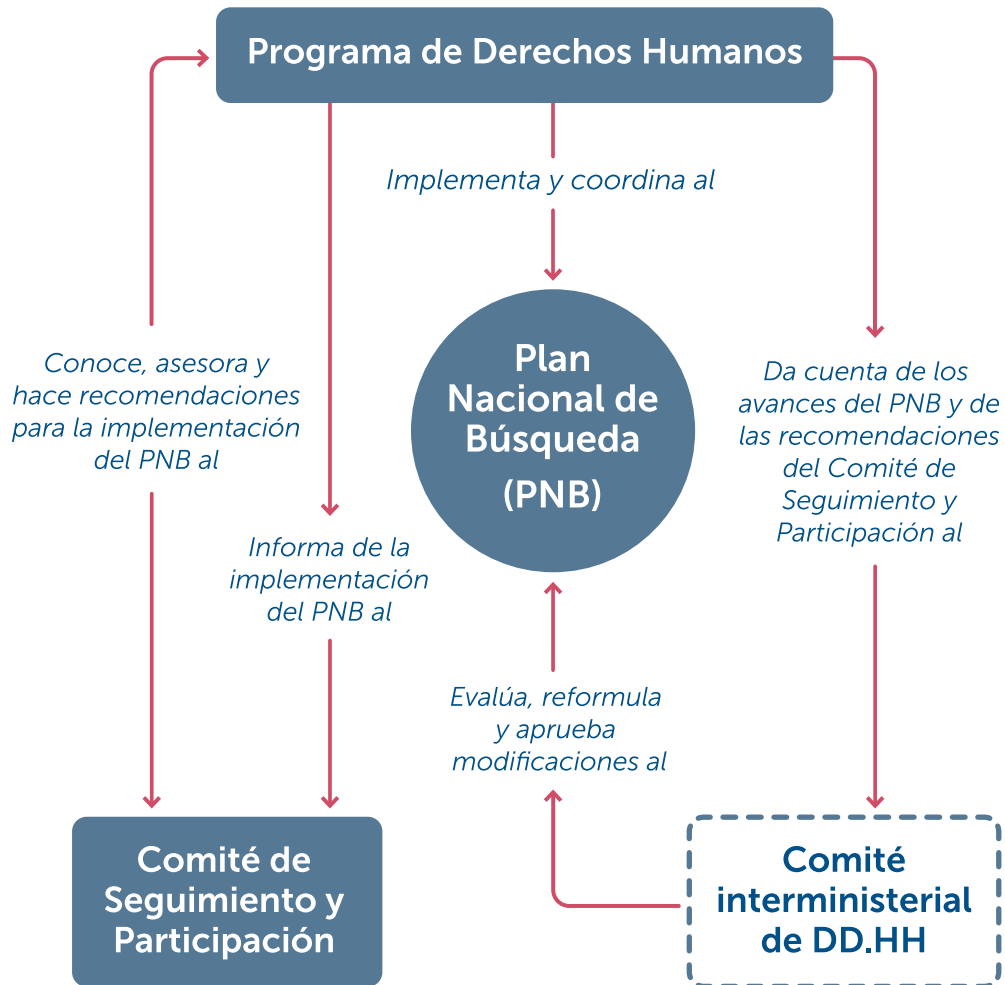 Programa de Derechos Humanos
Implementa y coordina al
Conoce, asesora y
hace recomendaciones
para la implementación
del PNB al
Plan
Nacional de
Búsqueda
(PNB)
Da cuenta de los
avances del PNB y de
las recomendaciones
del Comité de
Seguimiento y
Participación al
Informa de la
implementación
del PNB al
Evalúa, reformula
y aprueba
modificaciones al
Comité de
Seguimiento y
Participación
Comité
interministerial
de DD.HH